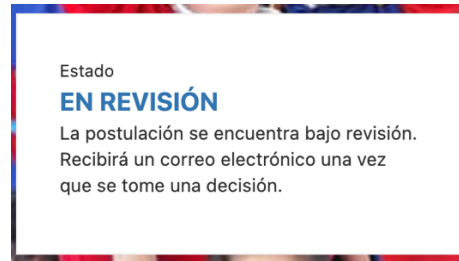 Estado
EN REVISIÓN
La postulación se encuentra bajo revisión.
Recibirá un correo electrónico una vez
que se tome una decisión.